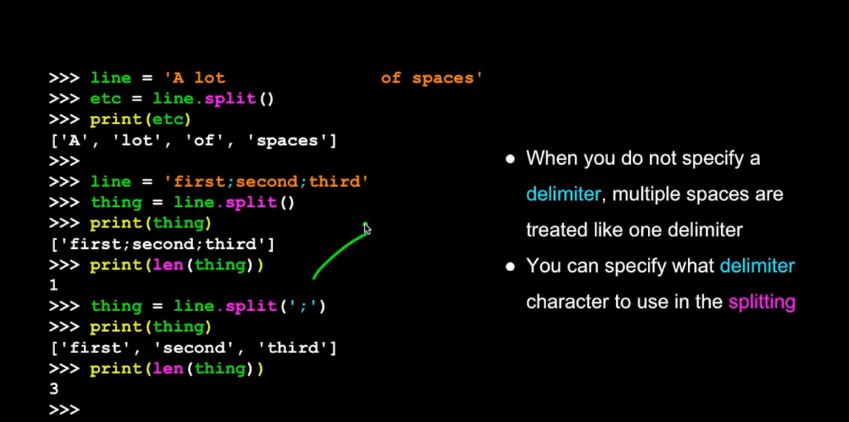 >>> line = 'A lot               of spaces'
>>> etc = line.split()
>>> print(etc)
['A', 'lot', 'of', 'spaces']
>>>
>>> line = 'first;second;third'
>>> thing = line.split()
>>> print(thing)
['first;second;third']
>>> print(len(thing))
1
>>> thing = line.split(';')
>>> print(thing)
['first', 'second', 'third']
>>> print(len(thing))
3
>>>
● When you do not specify a
delimiter, multiple spaces are
treated like one delimiter
● You can specify what delimiter
character to use in the splitting